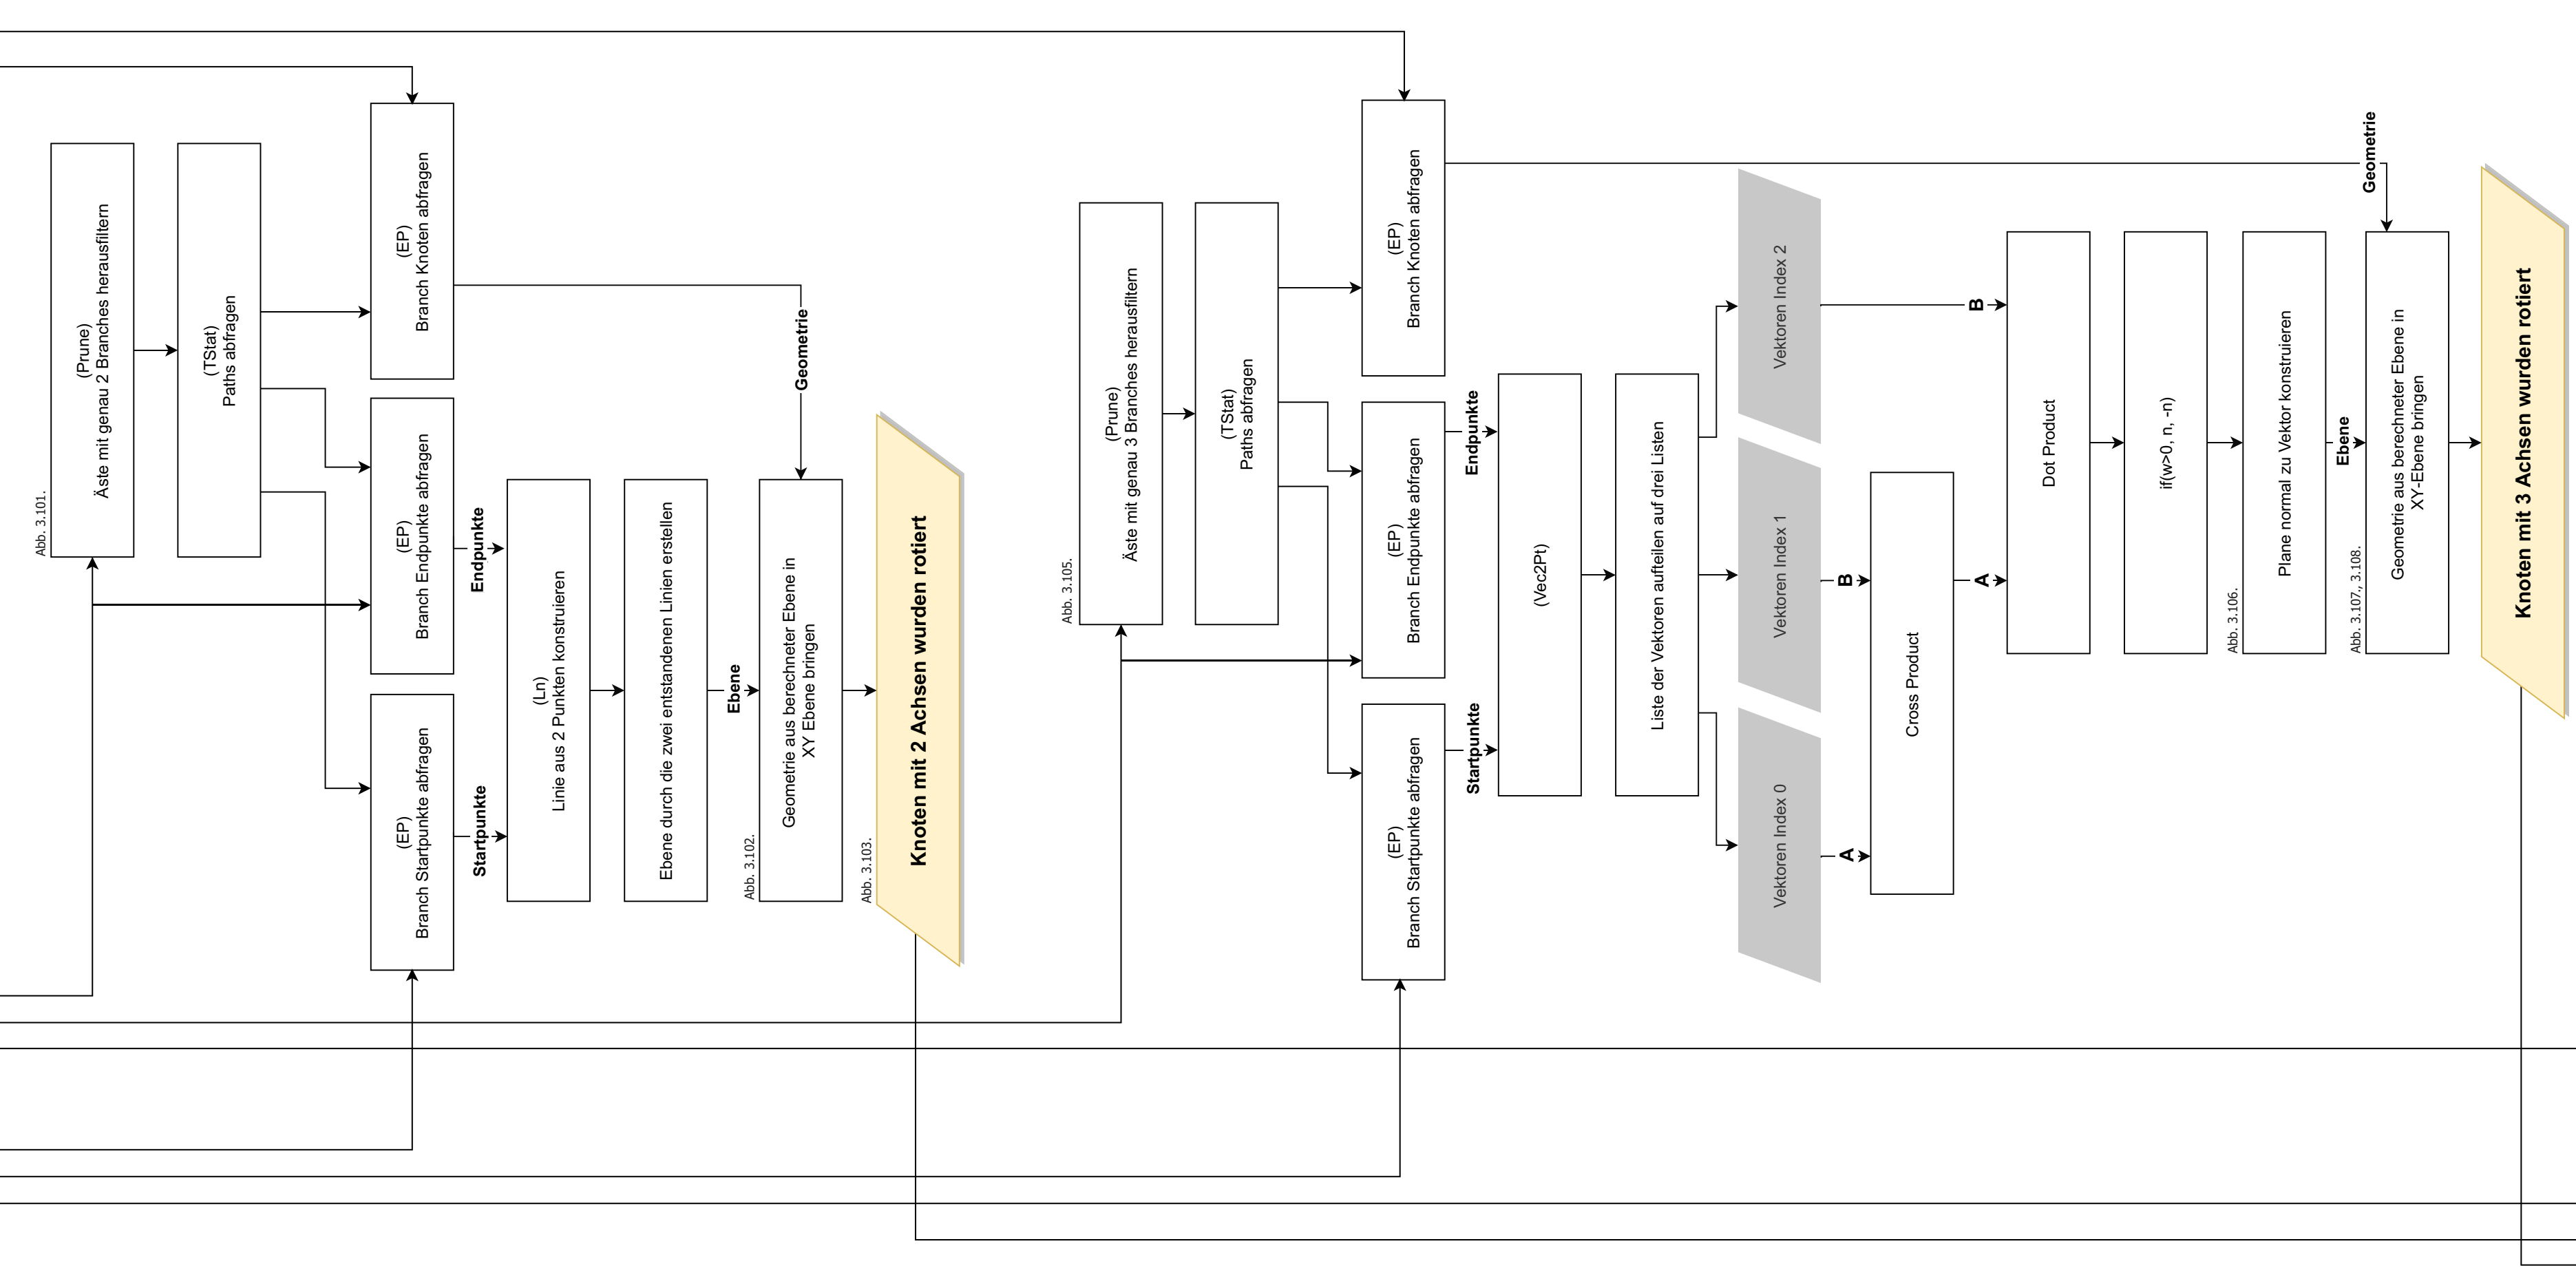 Abb. 3.101.
(Prune)
Äste mit genau 2 Branches herausfiltern
(TStat)
Paths abfragen
(EP)
Branch Startpunkte abfragen
(EP)
Branch Endpunkte abfragen
(EP)
Branch Knoten abfragen
Startpunkte
Endpunkte
(Ln)
Linie aus 2 Punkten konstruieren
Ebene durch die zwei entstandenen Linien erstellen
Ebene
Geometrie
Abb. 3.102.
Geometrie aus berechneter Ebene in
XY Ebene bringen
Abb. 3.103.
Knoten mit 2 Achsen wurden rotiert
Abb. 3.105.
(Prune)
Äste mit genau 3 Branches herausfiltern
(TStat)
Paths abfragen
(EP)
Branch Startpunkte abfragen
(EP)
Branch Endpunkte abfragen
(EP)
Branch Knoten abfragen
Startpunkte
Endpunkte
(Vec2Pt)
Liste der Vektoren aufteilen auf drei Listen
Vektoren Index 0
Vektoren Index 1
Vektoren Index 2
A
B
Cross Product
A
B
Dot Product
if(w>0, n, -n)
Abb. 3.106.
Plane normal zu Vektor konstruieren
Ebene
Geometrie
Abb. 3.107., 3.108.
Geometrie aus berechneter Ebene in
XY-Ebene bringen
Knoten mit 3 Achsen wurden rotiert